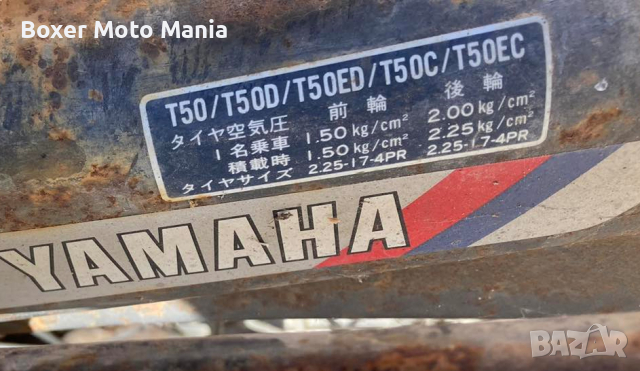 Boxer Moto Mania
T50/T50D/T50ED/T50C/T50EC
タイヤ空気圧 前輪 後輪
1名乗車 1.50kg/cm² 2.00kg/cm²
積載時 1.50kg/cm² 2.25kg/cm²
タイヤサイズ 2.25-17-4PR 2.25-17-4PR
YAMAHA
BAZAR